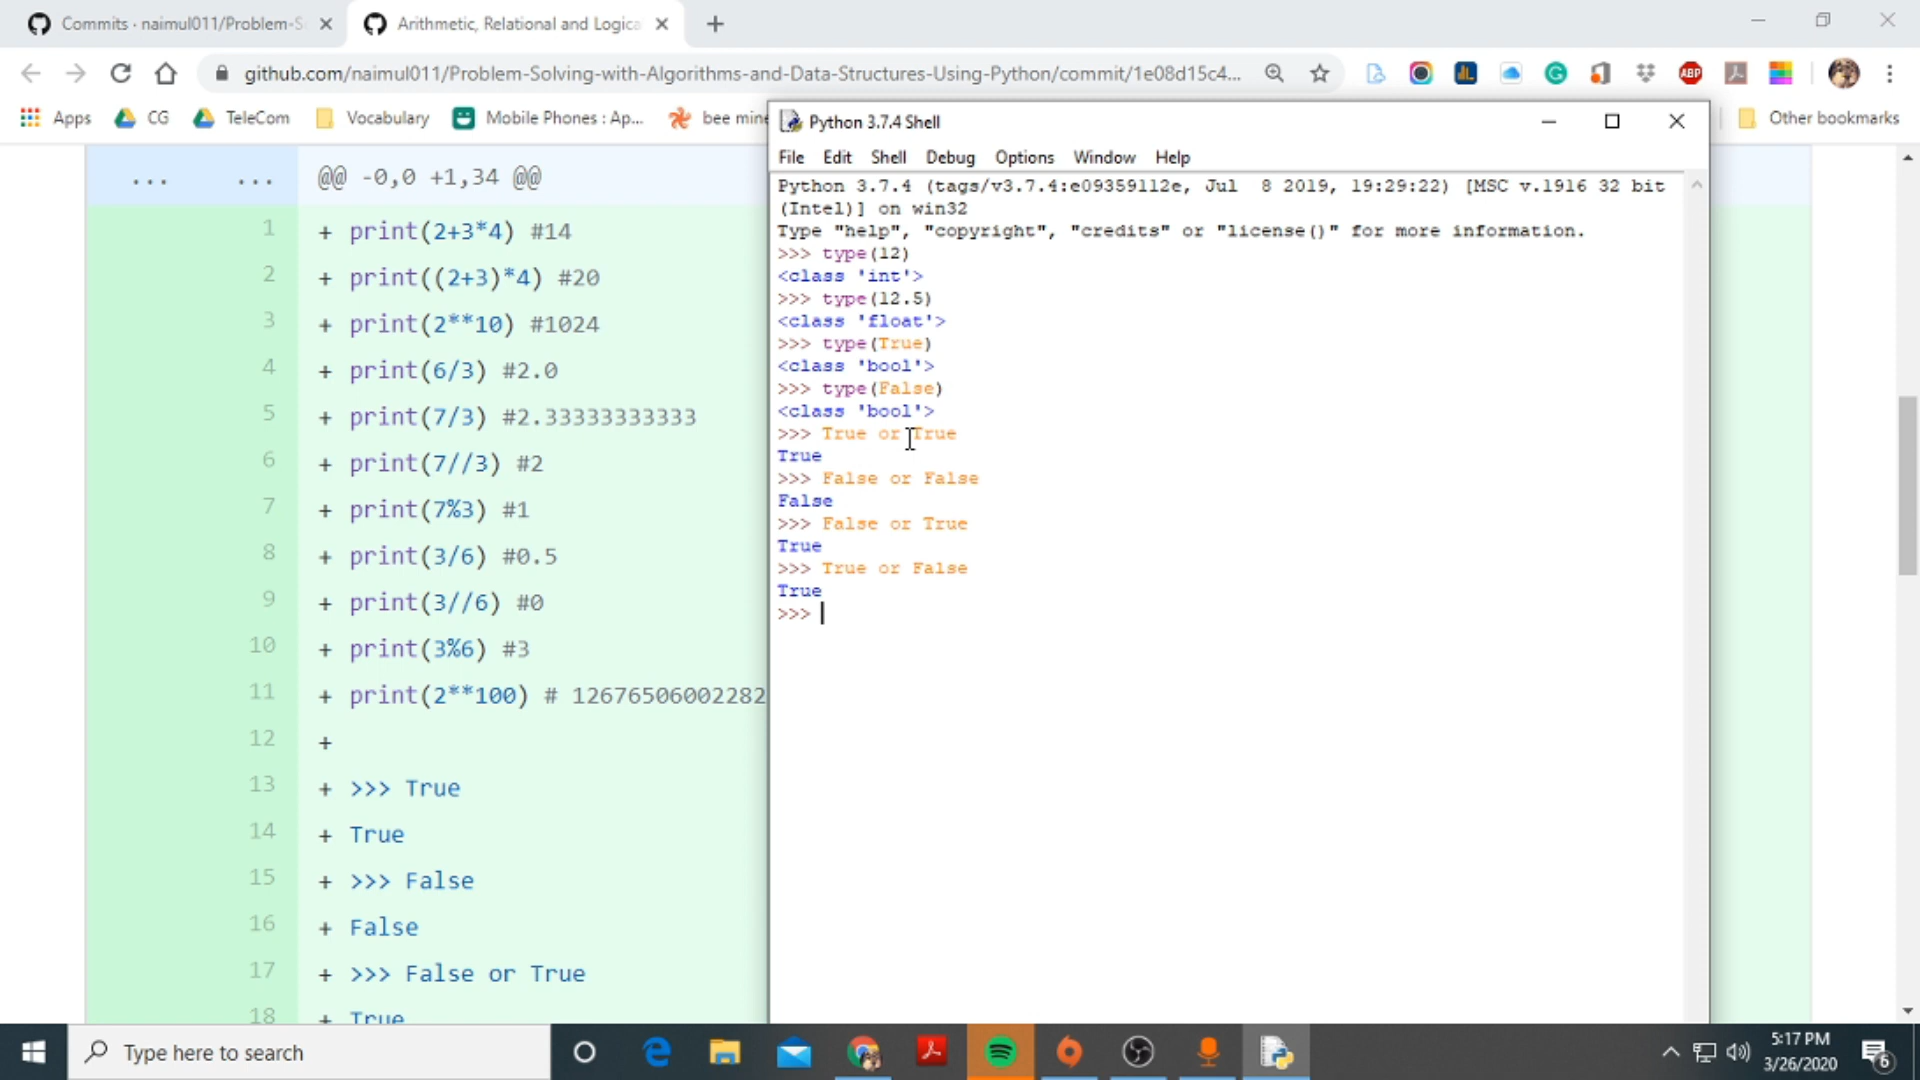 Commits · naimul011/Problem-S
Arithmetic, Relational and Logica
github.com/naimul011/Problem-Solving-with-Algorithms-and-Data-Structures-Using-Python/commit/1e08d15c4...
ABP
Apps
CG
TeleCom
Vocabulary
Mobile Phones : Ap...
bee mine
Other bookmarks
... ... @@ -0,0 +1,34 @@
1 + print(2+3*4) #14
2 + print((2+3)*4) #20
3 + print(2**10) #1024
4 + print(6/3) #2.0
5 + print(7/3) #2.33333333333
6 + print(7//3) #2
7 + print(7%3) #1
8 + print(3/6) #0.5
9 + print(3//6) #0
10 + print(3%6) #3
11 + print(2**100) # 12676506002282
12 +
13 + >>> True
14 + True
15 + >>> False
16 + False
17 + >>> False or True
18 + True
Python 3.7.4 Shell
File Edit Shell Debug Options Window Help
Python 3.7.4 (tags/v3.7.4:e09359112e, Jul  8 2019, 19:29:22) [MSC v.1916 32 bit
(Intel)] on win32
Type "help", "copyright", "credits" or "license()" for more information.
>>> type(12)
<class 'int'>
>>> type(12.5)
<class 'float'>
>>> type(True)
<class 'bool'>
>>> type(False)
<class 'bool'>
>>> True or True
True
>>> False or False
False
>>> False or True
True
>>> True or False
True
>>>
Type here to search
5:17 PM
3/26/2020
6